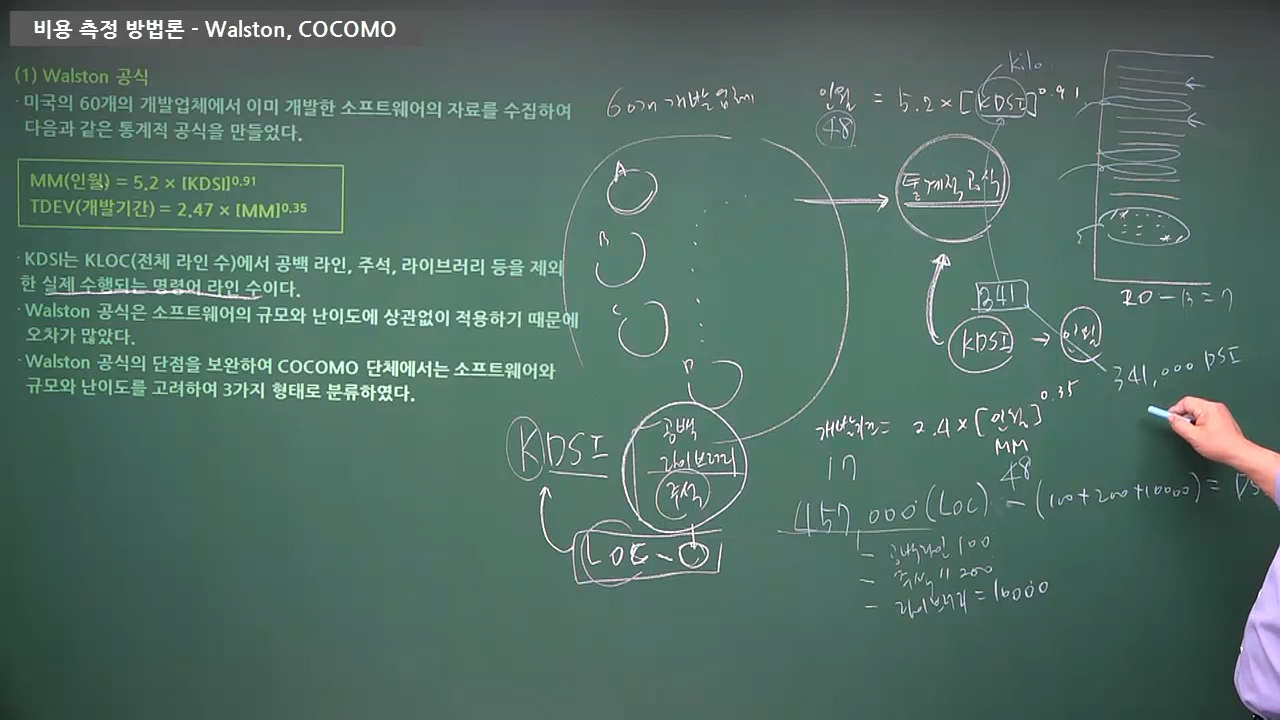 비용 측정 방법론 - Walston, COCOMO
(1) Walston 공식
· 미국의 60개의 개발업체에서 이미 개발한 소프트웨어의 자료를 수집하여
다음과 같은 통계적 공식을 만들었다.
MM(인월) = 5.2 × [KDSI]0.91
TDEV(개발기간) = 2.47 × [MM]0.35
· KDSI는 KLOC(전체 라인 수)에서 공백 라인, 주석, 라이브러리 등을 제외
한 실제 수행되는 명령어 라인 수이다.
· Walston 공식은 소프트웨어의 규모와 난이도에 상관없이 적용하기 때문에
오차가 많았다.
· Walston 공식의 단점을 보완하여 COCOMO 단체에서는 소프트웨어와
규모와 난이도를 고려하여 3가지 형태로 분류하였다.
60개 개발업체
A
B
C
D
KDSI
공백
라이브러리
주석
LOC -
kilo
인월 = 5.2 × [KDSI]0.91
48
통계적 공식
341
KDSI → 인월
20 - 13 = 7
341,000 DSI
개발기간 = 2.4 × [인월]0.35
MM
17
48
457,000 (LOC) - (100+200+10000) = DS
- 공백라인 100
- 주석 〃 200
- 라이브러리 = 10000